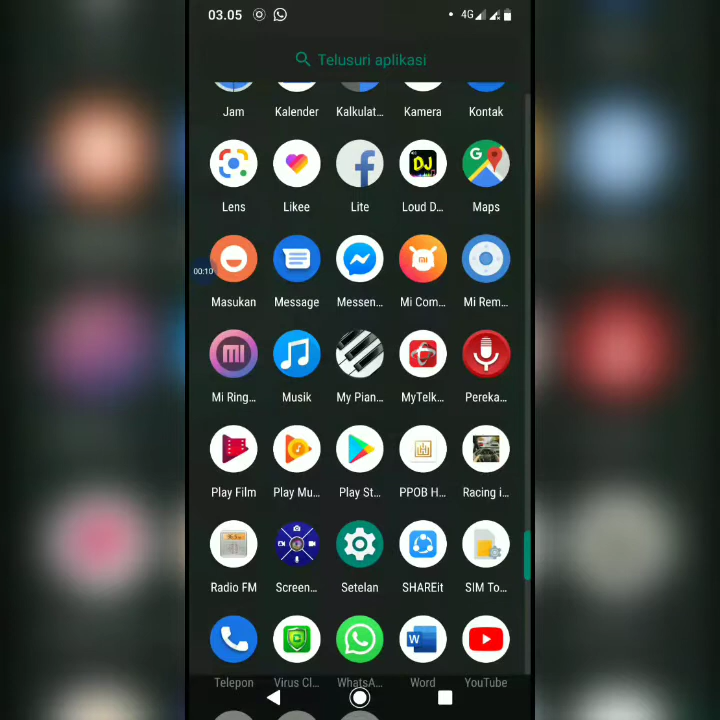 03.05 4G
Telusuri aplikasi
Jam Kalender Kalkulat... Kamera Kontak
Lens Likee Lite Loud D... Maps
00:10
Masukan Message Messen... Mi Com... Mi Rem...
Mi Ring... Musik My Pian... MyTelk... Pereka...
Play Film Play Mu... Play St... PPOB H... Racing i...
Radio FM Screen... Setelan SHAREit SIM To...
Telepon Virus Cl... WhatsA... Word YouTube